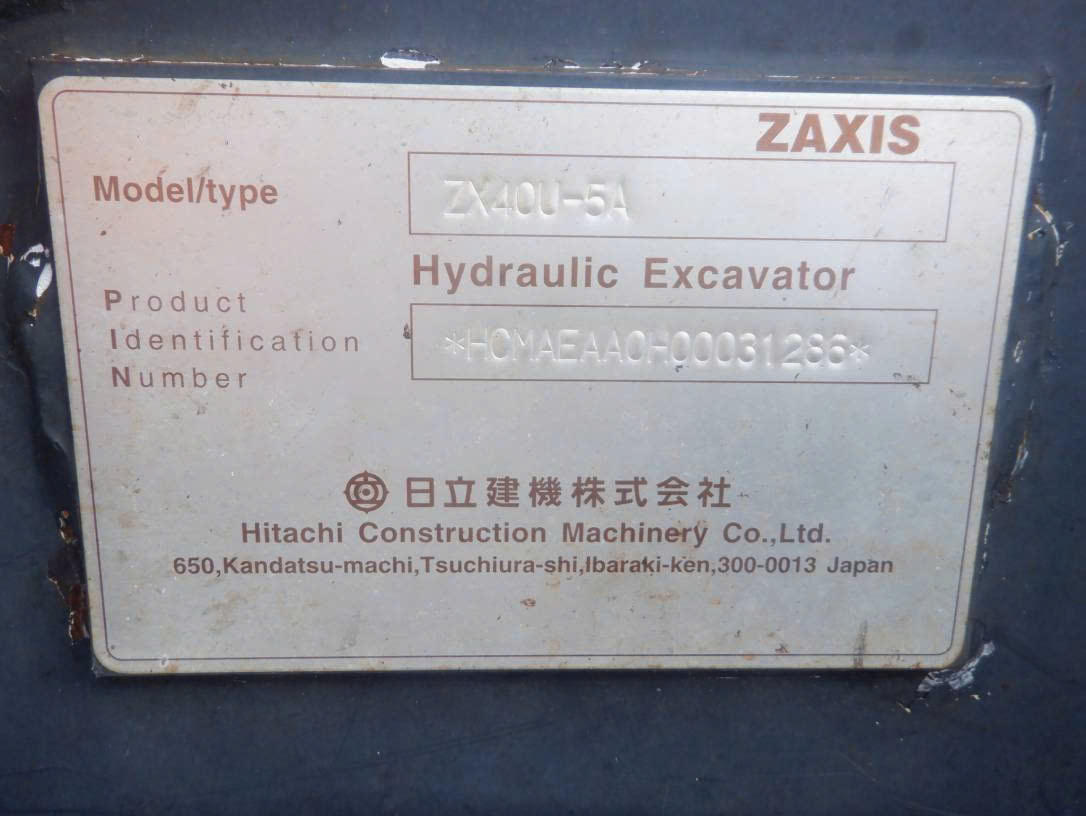 ZAXIS
Model/type
ZX40U-5A
Hydraulic Excavator
Product
Identification
Number
*HCMAEAA0H00031286*
日立建機株式会社
Hitachi Construction Machinery Co.,Ltd.
650,Kandatsu-machi,Tsuchiura-shi,Ibaraki-ken,300-0013 Japan